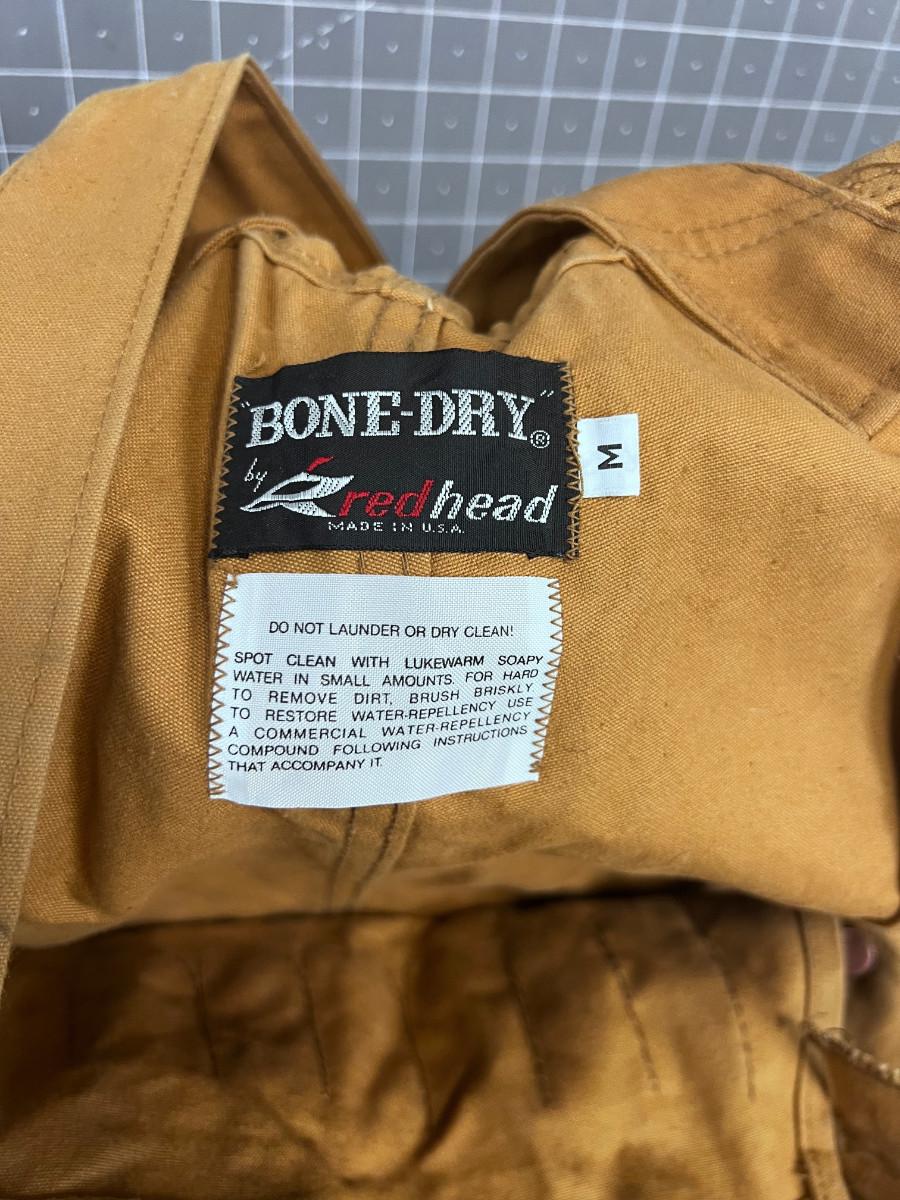 "BONE-DRY"®
M
by redhead
MADE IN U.S.A.
DO NOT LAUNDER OR DRY CLEAN!
SPOT CLEAN WITH LUKEWARM SOAPY
WATER IN SMALL AMOUNTS. FOR HARD
TO REMOVE DIRT, BRUSH BRISKLY.
TO RESTORE WATER-REPELLENCY USE
A COMMERCIAL WATER-REPELLENCY
COMPOUND FOLLOWING INSTRUCTIONS
THAT ACCOMPANY IT.